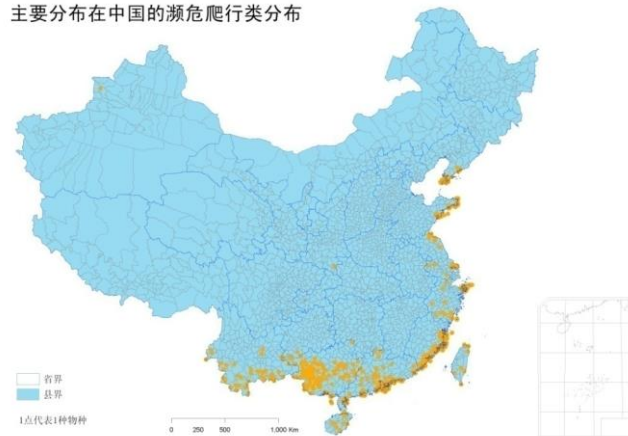 主要分布在中国的濒危爬行类分布
省界
县界
1点代表1种物种
0 250 500 1,000 Km